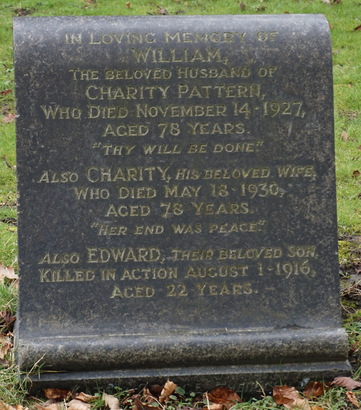 IN LOVING MEMORY OF
WILLIAM,
THE BELOVED HUSBAND OF
CHARITY PATTERN,
WHO DIED NOVEMBER 14-1927,
AGED 78 YEARS.
"THY WILL BE DONE."
ALSO CHARITY, HIS BELOVED WIFE,
WHO DIED MAY 18-1930,
AGED 78 YEARS.
"HER END WAS PEACE."
ALSO EDWARD, THEIR BELOVED SON,
KILLED IN ACTION AUGUST 1-1916,
AGED 22 YEARS.